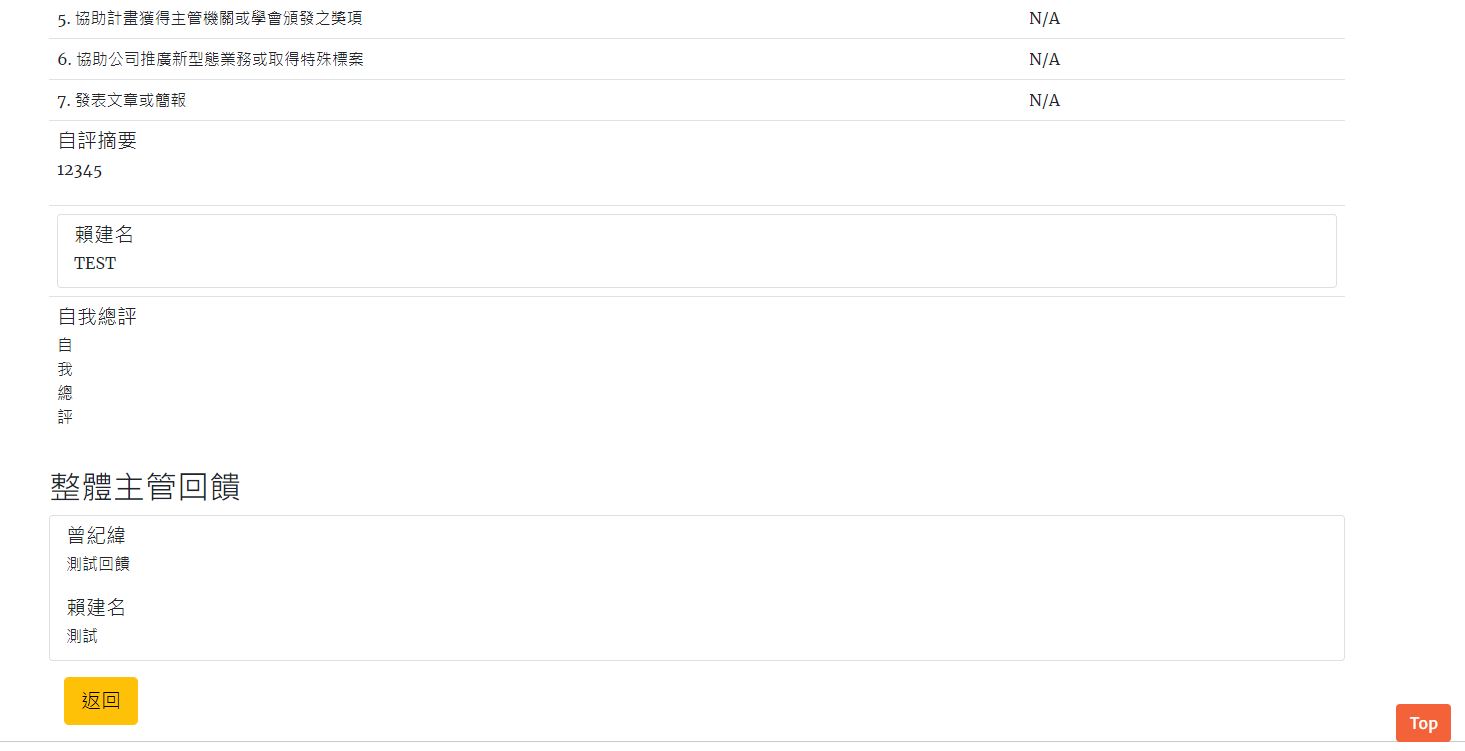 5. 協助計畫獲得主管機關或學會頒發之獎項 N/A
6. 協助公司推廣新型態業務或取得特殊標案 N/A
7. 發表文章或簡報 N/A
自評摘要
12345
賴建名
TEST
自我總評
自
我
總
評
整體主管回饋
曾紀緯
測試回饋
賴建名
測試
返回
Top